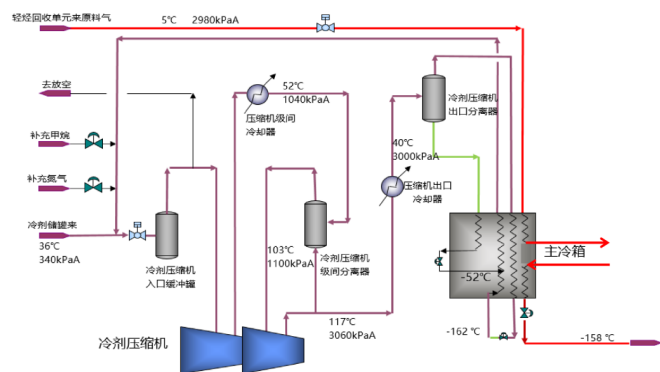 轻烃回收单元来原料气
5℃ 2980kPaA
去放空
52℃
1040kPaA
压缩机级间
冷却器
冷剂压缩机
出口分离器
补充甲烷
40℃
3000kPaA
补充氮气
压缩机出口
冷却器
冷剂储罐来
36℃
340kPaA
103℃
1100kPaA
冷剂压缩机
级间分离器
冷剂压缩机
入口缓冲罐
主冷箱
-52℃
117℃
3060kPaA
冷剂压缩机
-162 ℃
-158 ℃